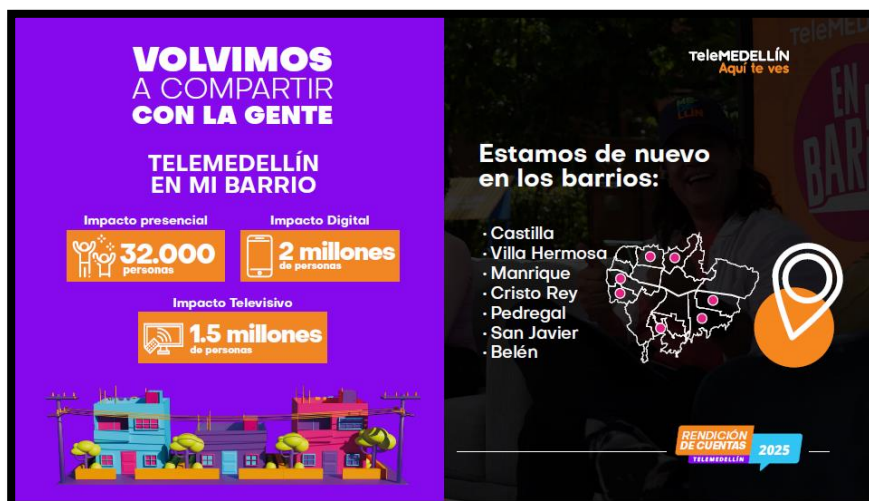 VOLVIMOS
A COMPARTIR
CON LA GENTE
TELEMEDELLÍN
EN MI BARRIO
Impacto presencial
32.000
personas
Impacto Digital
2 millones
de personas
Impacto Televisivo
1.5 millones
de personas
TeleMEDELLÍN
Aquí te ves
Estamos de nuevo
en los barrios:
· Castilla
· Villa Hermosa
· Manrique
· Cristo Rey
· Pedregal
· San Javier
· Belén
RENDICIÓN
DE CUENTAS
TELEMEDELLÍN
2025